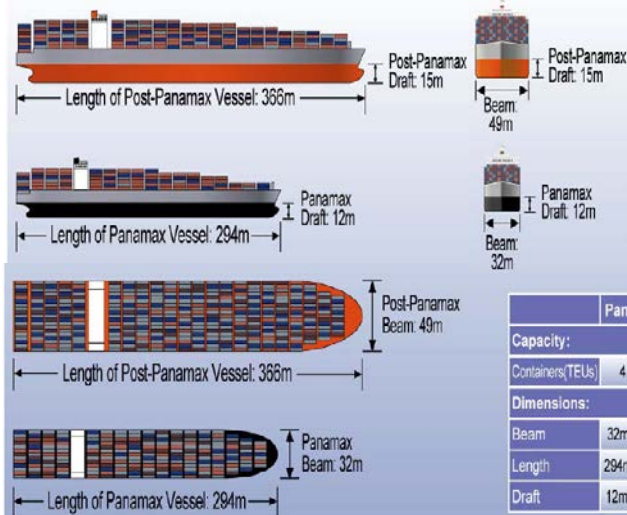 Post-Panamax
Draft: 15m
Length of Post-Panamax Vessel: 366m
Post-Panamax
Draft: 15m
Beam:
49m
Panamax
Draft: 12m
Length of Panamax Vessel: 294m
Panamax
Draft: 12m
Beam:
32m
Post-Panamax
Beam: 49m
Length of Post-Panamax Vessel: 366m
Panamax
Beam: 32m
Length of Panamax Vessel: 294m
Capacity:
Containers(TEUs) 4
Dimensions:
Beam 32m
Length
Draft 12m